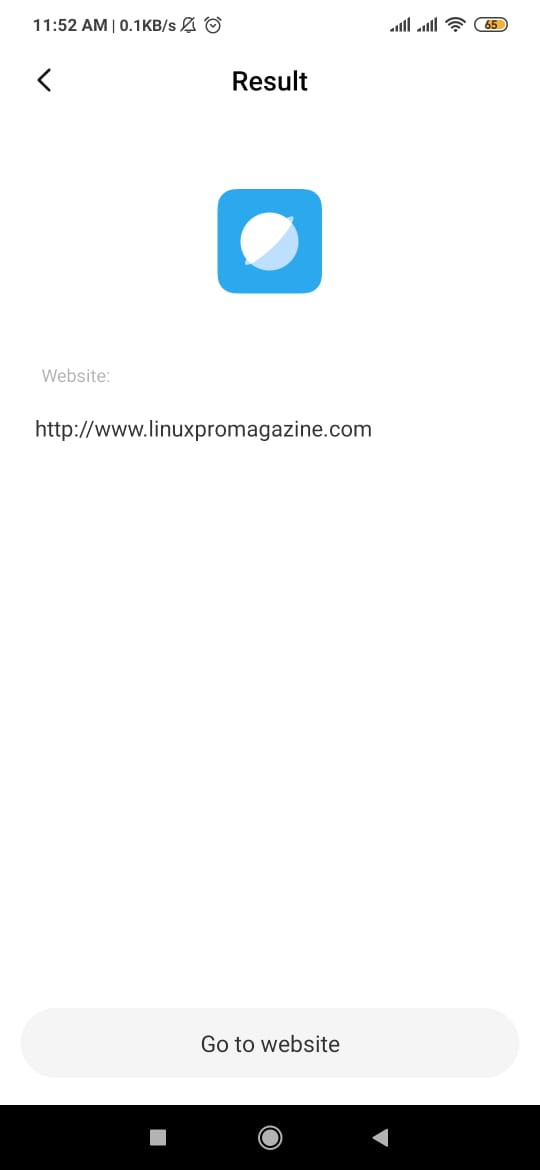 11:52 AM | 0.1KB/s
65
Result
Website:
http://www.linuxpromagazine.com
Go to website